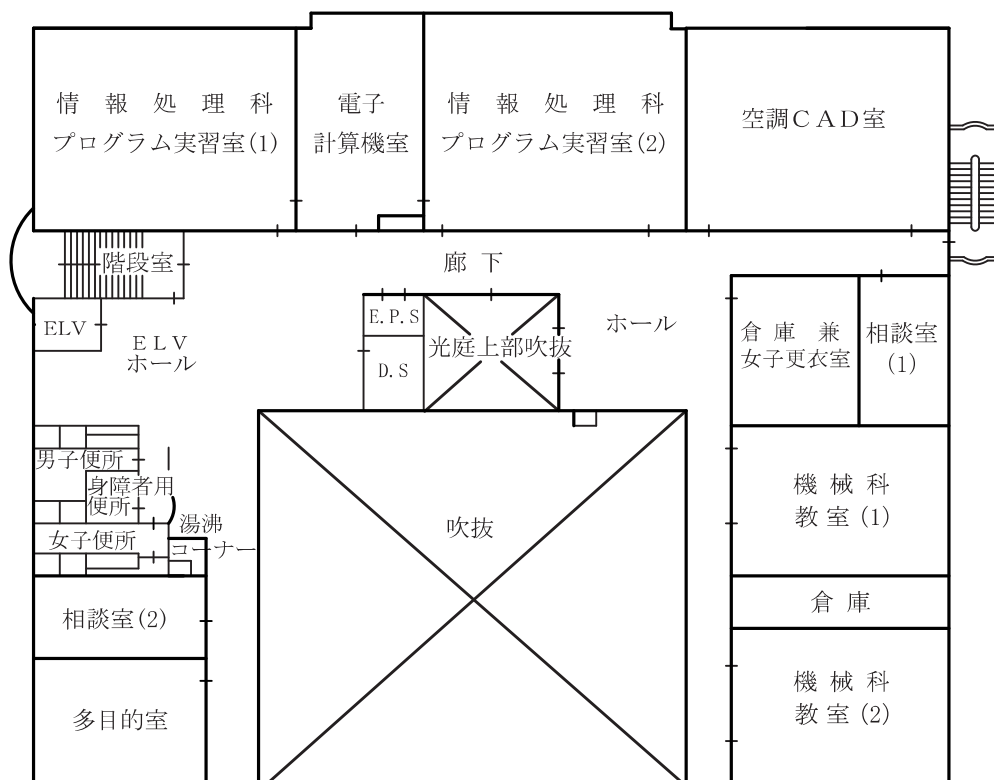 情報処理科
プログラム実習室(1)
電子
計算機室
情報処理科
プログラム実習室(2)
空調CAD室
階段室
廊下
ELV
ELV
ホール
E.P.S
D.S
光庭上部吹抜
ホール
倉庫兼
女子更衣室
相談室
(1)
男子便所
身障者用
便所
女子便所
湯沸
コーナー
吹抜
機械科
教室(1)
倉庫
相談室(2)
多目的室
機械科
教室(2)